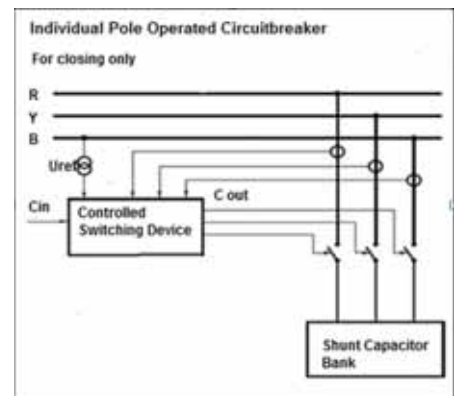 Individual Pole Operated Circuitbreaker
For closing only
R
Y
B
Uref
C out
Cin
Controlled
Switching Device
Shunt Capacitor
Bank